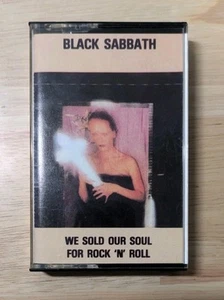 BLACK SABBATH
WE SOLD OUR SOUL
FOR ROCK 'N' ROLL